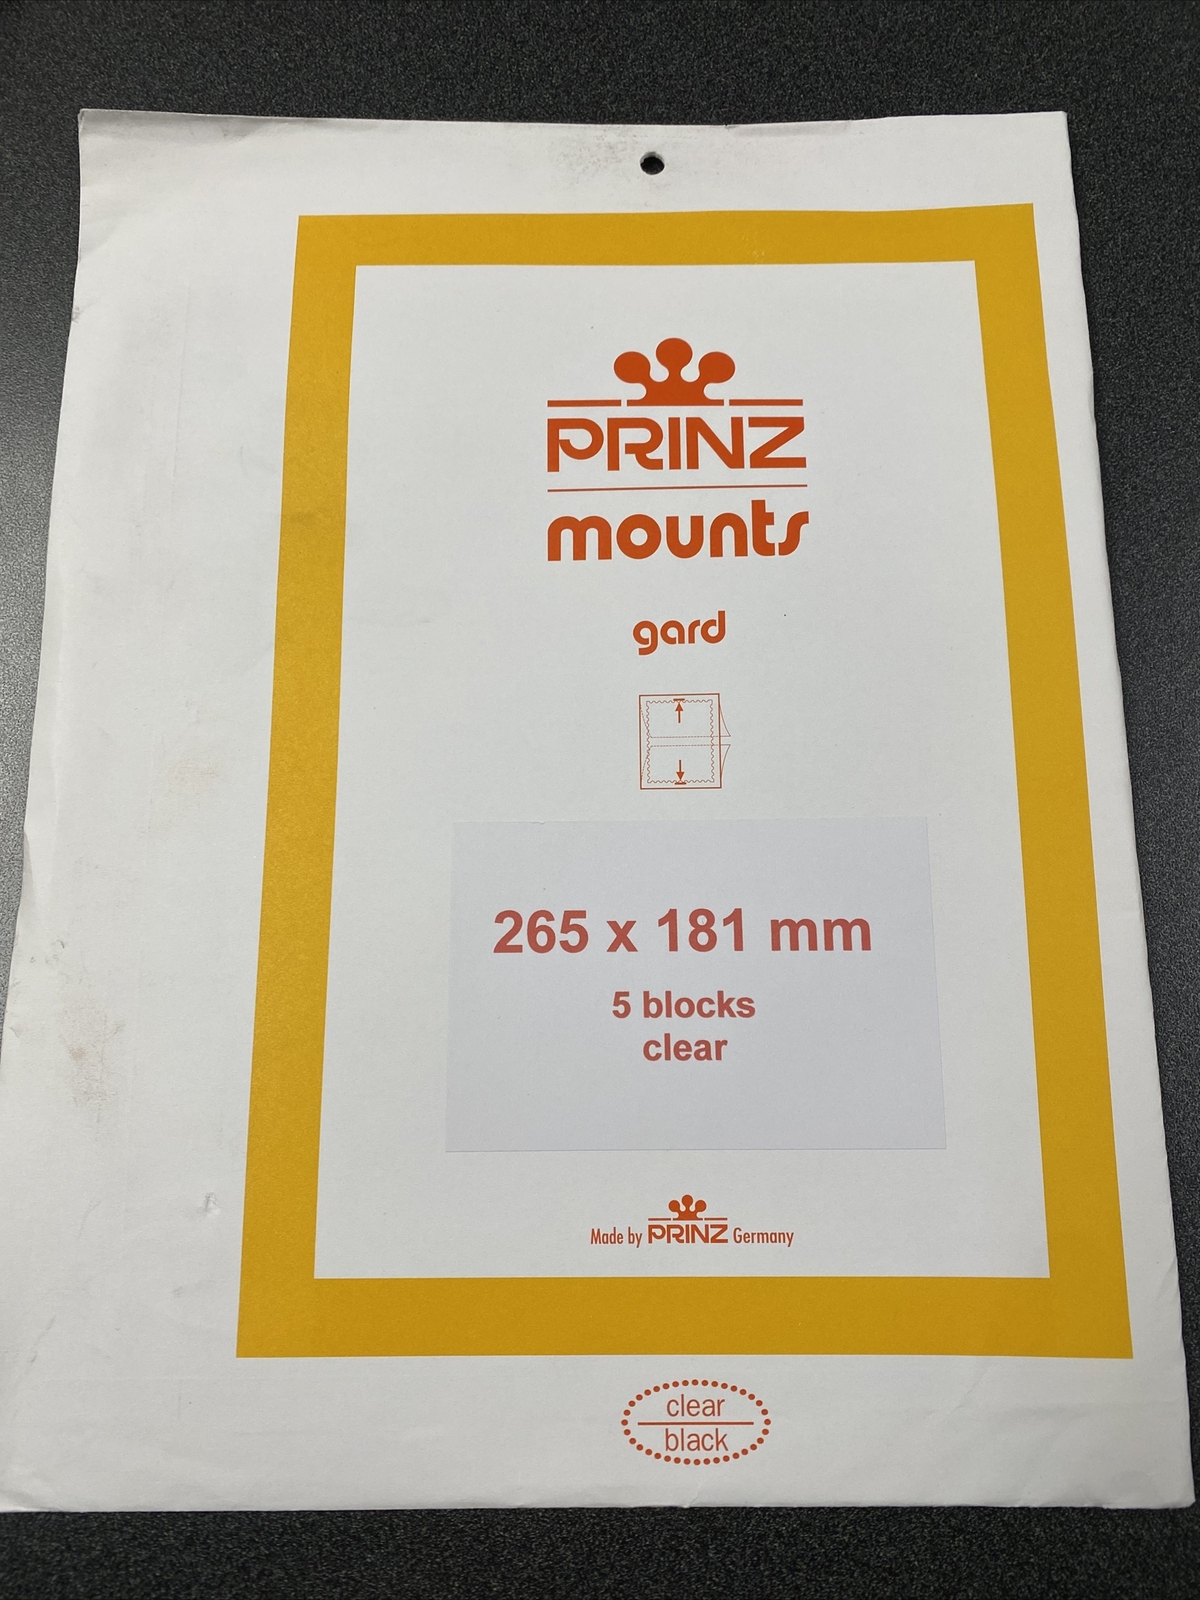 PRINZ
mounts
gard
265 x 181 mm
5 blocks
clear
Made by PRINZ Germany
clear
black